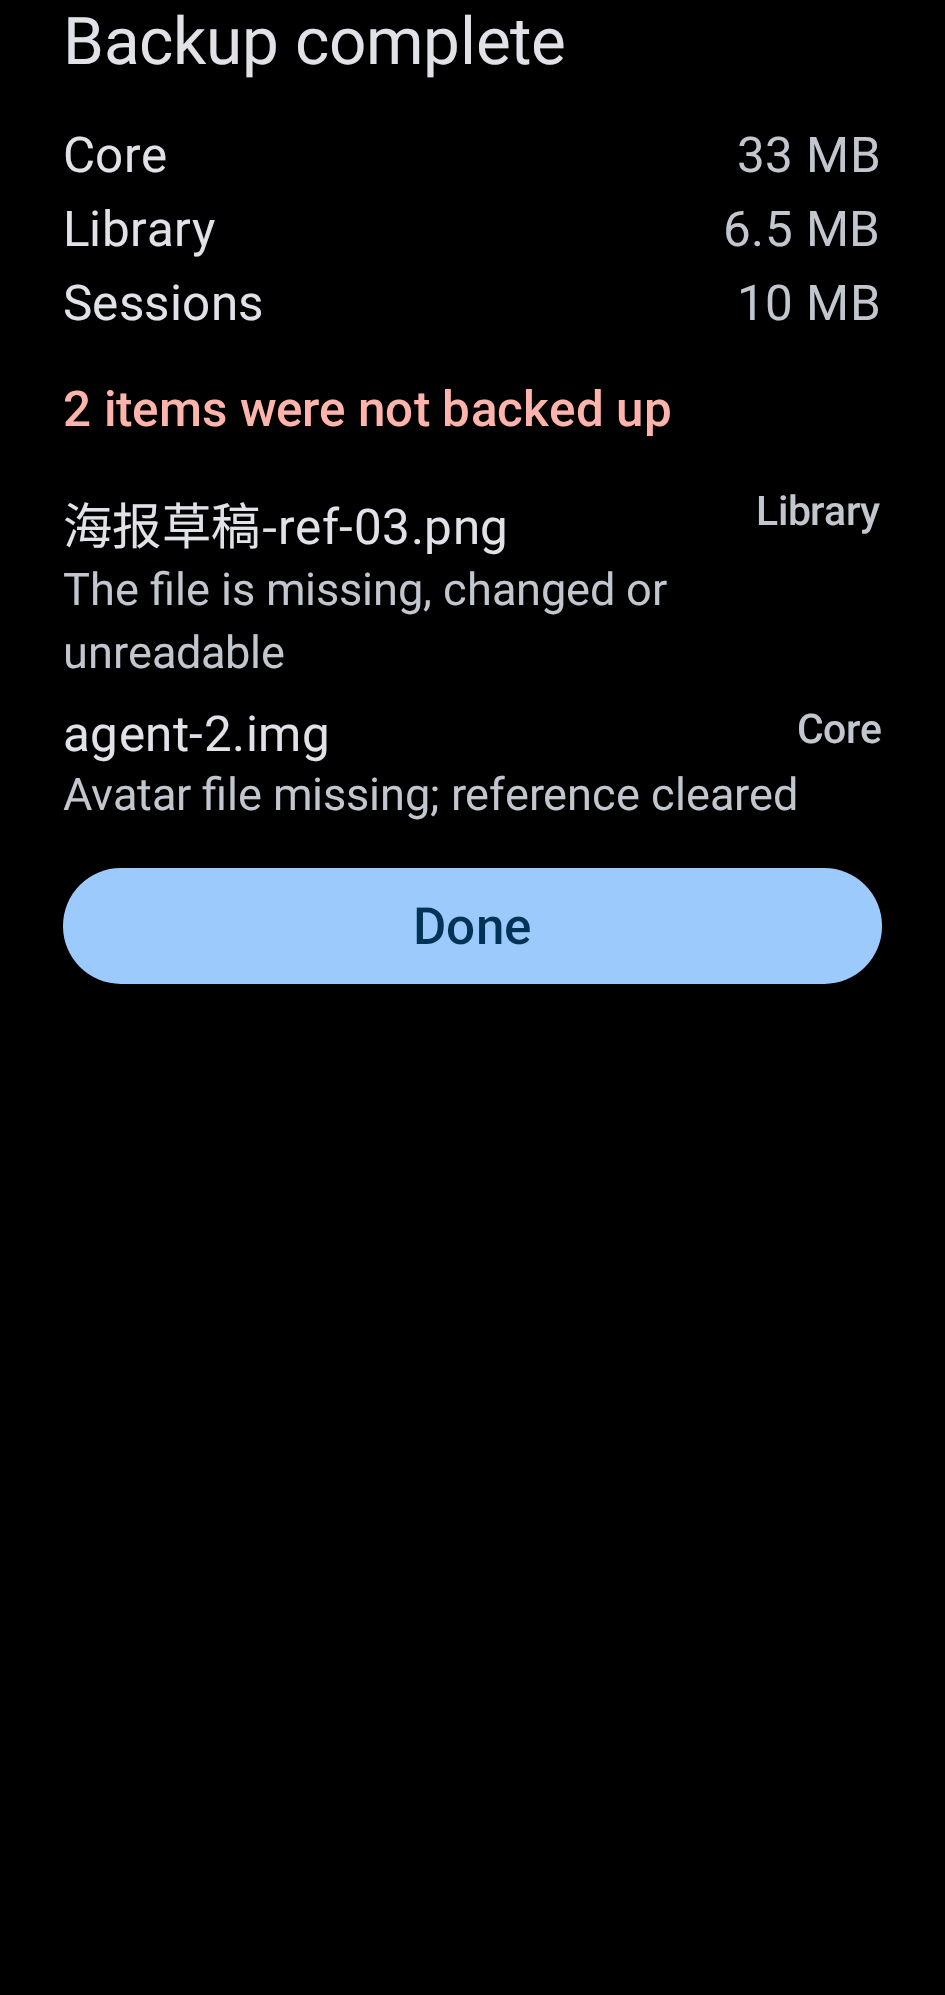 Backup complete
Core 33 MB
Library 6.5 MB
Sessions 10 MB
2 items were not backed up
海报草稿-ref-03.png Library
The file is missing, changed or
unreadable
agent-2.img Core
Avatar file missing; reference cleared
Done